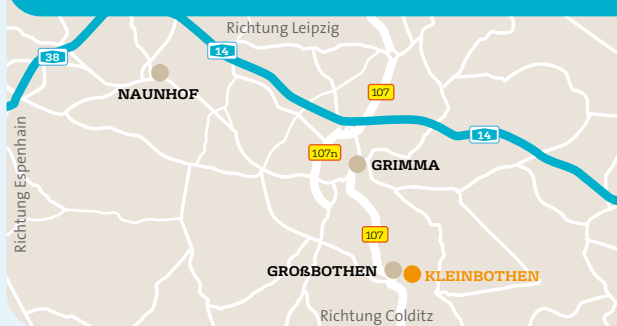 Richtung Leipzig
38
14
NAUNHOF
107
14
107n
GRIMMA
Richtung Espenhain
107
GROßBOTHEN
KLEINBOTHEN
Richtung Colditz